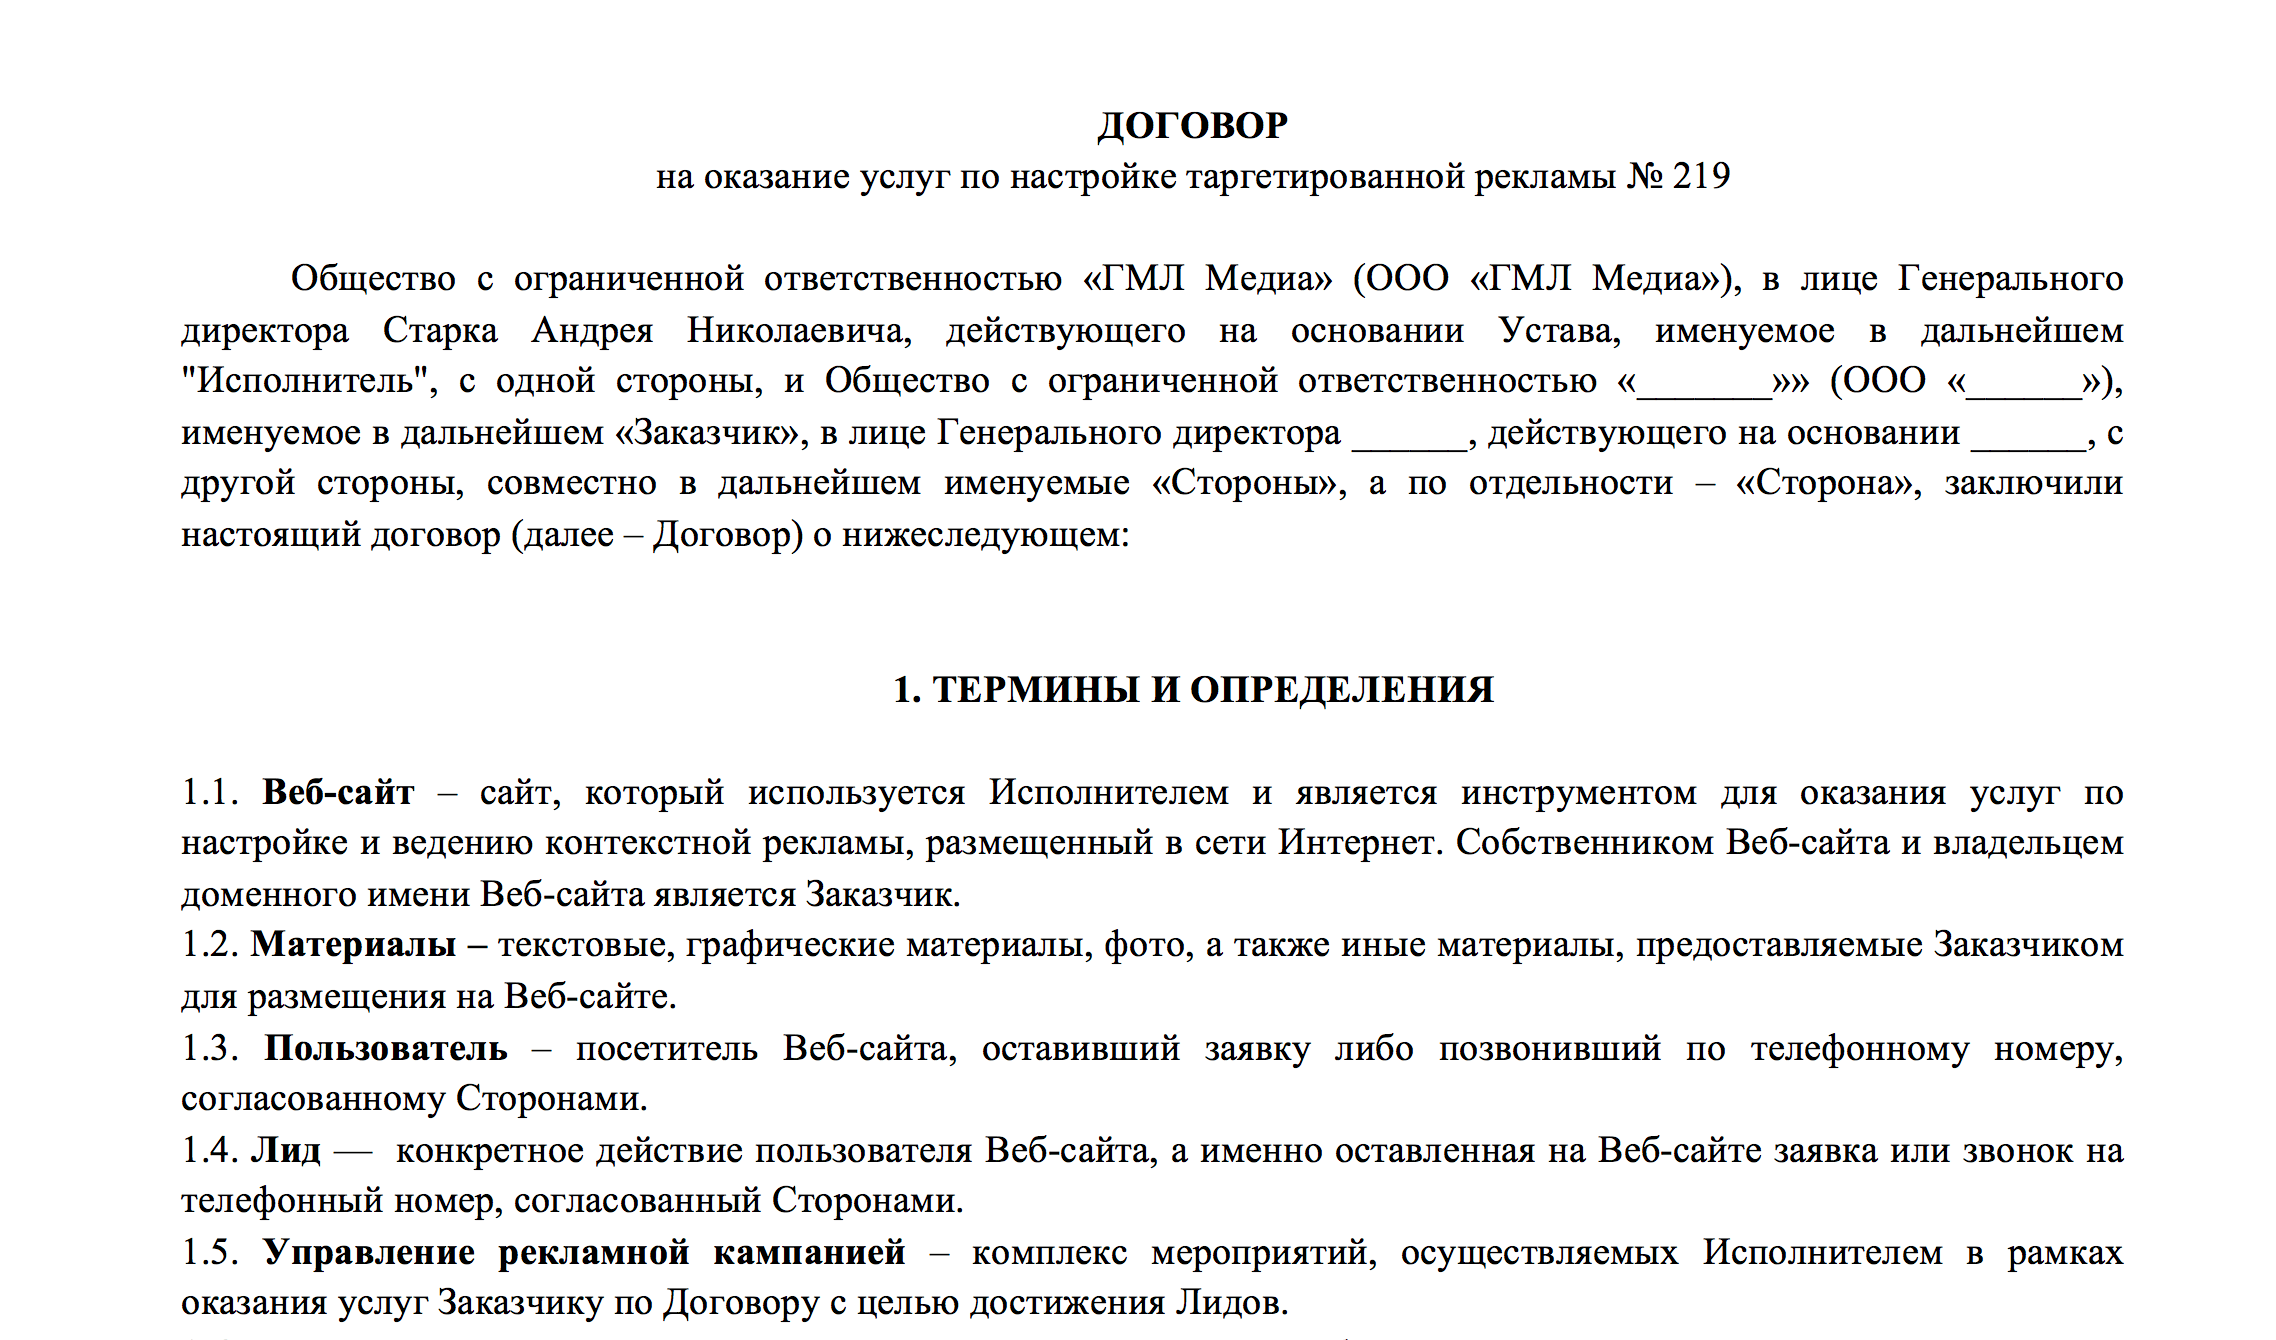 ДОГОВОР
на оказание услуг по настройке таргетированной рекламы № 219
Общество с ограниченной ответственностью «ГМЛ Медиа» (ООО «ГМЛ Медиа»), в лице Генерального
директора Старка Андрея Николаевича, действующего на основании Устава, именуемое в дальнейшем
"Исполнитель", с одной стороны, и Общество с ограниченной ответственностью «_______»» (ООО «______»),
именуемое в дальнейшем «Заказчик», в лице Генерального директора ______, действующего на основании ______, с
другой стороны, совместно в дальнейшем именуемые «Стороны», а по отдельности – «Сторона», заключили
настоящий договор (далее – Договор) о нижеследующем:
1. ТЕРМИНЫ И ОПРЕДЕЛЕНИЯ
1.1. Веб-сайт – сайт, который используется Исполнителем и является инструментом для оказания услуг по
настройке и ведению контекстной рекламы, размещенный в сети Интернет. Собственником Веб-сайта и владельцем
доменного имени Веб-сайта является Заказчик.
1.2. Материалы – текстовые, графические материалы, фото, а также иные материалы, предоставляемые Заказчиком
для размещения на Веб-сайте.
1.3. Пользователь – посетитель Веб-сайта, оставивший заявку либо позвонивший по телефонному номеру,
согласованному Сторонами.
1.4. Лид — конкретное действие пользователя Веб-сайта, а именно оставленная на Веб-сайте заявка или звонок на
телефонный номер, согласованный Сторонами.
1.5. Управление рекламной кампанией – комплекс мероприятий, осуществляемых Исполнителем в рамках
оказания услуг Заказчику по Договору с целью достижения Лидов.